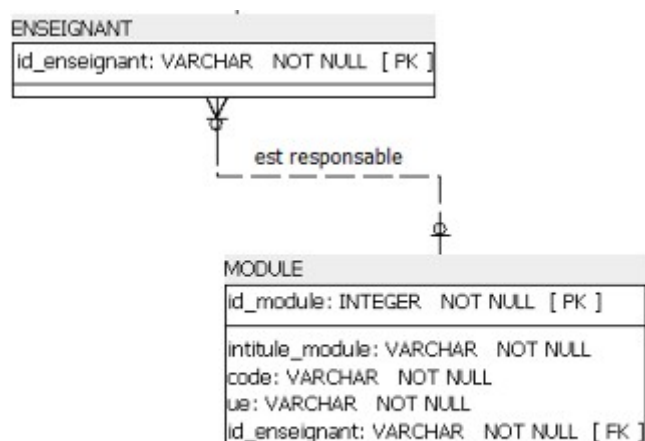 ENSEIGNANT
id_enseignant: VARCHAR NOT NULL [ PK ]
est responsable
MODULE
id_module: INTEGER NOT NULL [ PK ]
intitule_module: VARCHAR NOT NULL
code: VARCHAR NOT NULL
ue: VARCHAR NOT NULL
id_enseignant: VARCHAR NOT NULL [ FK ]